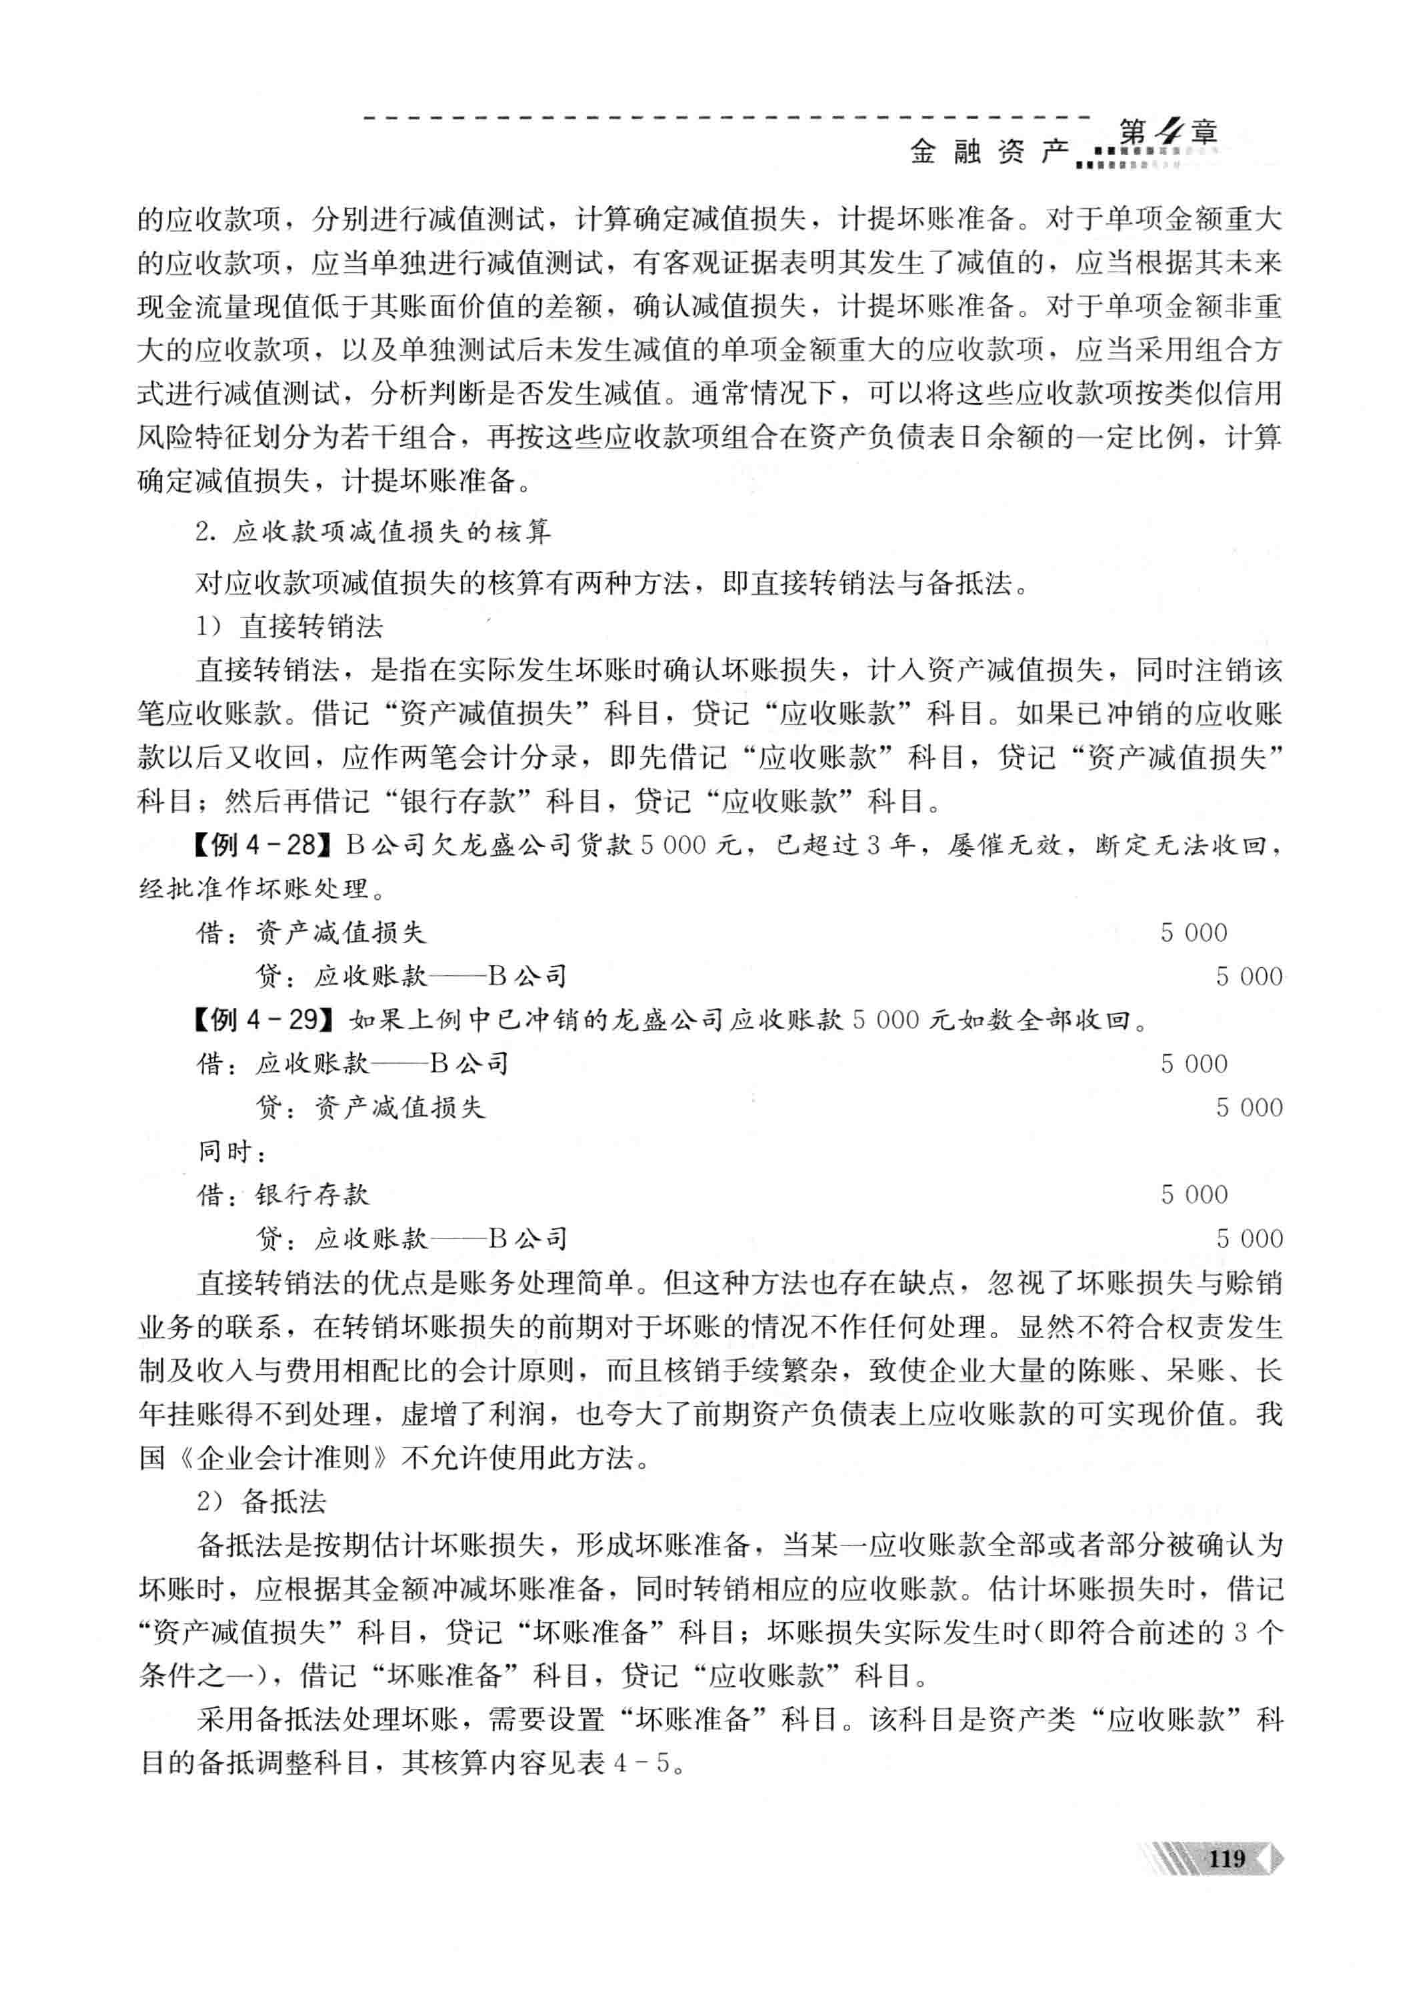 金融资产 第4章
的应收款项，分别进行减值测试，计算确定减值损失，计提坏账准备。对于单项金额重大
的应收款项，应当单独进行减值测试，有客观证据表明其发生了减值的，应当根据其未来
现金流量现值低于其账面价值的差额，确认减值损失，计提坏账准备。对于单项金额非重
大的应收款项，以及单独测试后未发生减值的单项金额重大的应收款项，应当采用组合方
式进行减值测试，分析判断是否发生减值。通常情况下，可以将这些应收款项按类似信用
风险特征划分为若干组合，再按这些应收款项组合在资产负债表日余额的一定比例，计算
确定减值损失，计提坏账准备。
2. 应收款项减值损失的核算
对应收款项减值损失的核算有两种方法，即直接转销法与备抵法。
1）直接转销法
直接转销法，是指在实际发生坏账时确认坏账损失，计入资产减值损失，同时注销该
笔应收账款。借记“资产减值损失”科目，贷记“应收账款”科目。如果已冲销的应收账
款以后又收回，应作两笔会计分录，即先借记“应收账款”科目，贷记“资产减值损失”
科目；然后再借记“银行存款”科目，贷记“应收账款”科目。
【例 4－28】B公司欠龙盛公司货款 5 000 元，已超过 3 年，屡催无效，断定无法收回，
经批准作坏账处理。
借：资产减值损失 5 000
贷：应收账款——B公司 5 000
【例 4－29】如果上例中已冲销的龙盛公司应收账款 5 000 元如数全部收回。
借：应收账款——B公司 5 000
贷：资产减值损失 5 000
同时：
借：银行存款 5 000
贷：应收账款——B公司 5 000
直接转销法的优点是账务处理简单。但这种方法也存在缺点，忽视了坏账损失与赊销
业务的联系，在转销坏账损失的前期对于坏账的情况不作任何处理。显然不符合权责发生
制及收入与费用相配比的会计原则，而且核销手续繁杂，致使企业大量的陈账、呆账、长
年挂账得不到处理，虚增了利润，也夸大了前期资产负债表上应收账款的可实现价值。我
国《企业会计准则》不允许使用此方法。
2）备抵法
备抵法是按期估计坏账损失，形成坏账准备，当某一应收账款全部或者部分被确认为
坏账时，应根据其金额冲减坏账准备，同时转销相应的应收账款。估计坏账损失时，借记
“资产减值损失”科目，贷记“坏账准备”科目；坏账损失实际发生时（即符合前述的 3 个
条件之一），借记“坏账准备”科目，贷记“应收账款”科目。
采用备抵法处理坏账，需要设置“坏账准备”科目。该科目是资产类“应收账款”科
目的备抵调整科目，其核算内容见表 4－5。
119